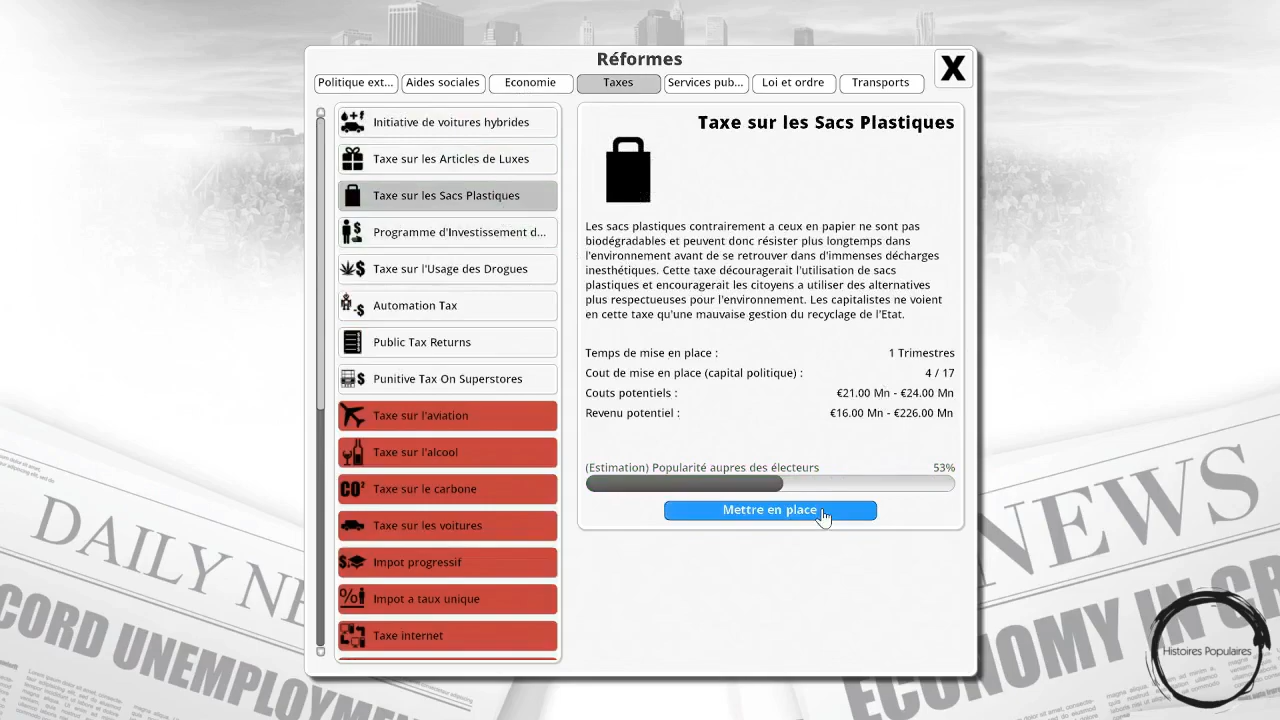 Réformes
X
Politique ext...
Aides sociales
Economie
Taxes
Services pub...
Loi et ordre
Transports
Initiative de voitures hybrides
Taxe sur les Articles de Luxes
Taxe sur les Sacs Plastiques
Programme d'Investissement d...
Taxe sur l'Usage des Drogues
Automation Tax
Public Tax Returns
Punitive Tax On Superstores
Taxe sur l'aviation
Taxe sur l'alcool
CO² Taxe sur le carbone
Taxe sur les voitures
Impot progressif
Impot a taux unique
Taxe internet
Taxe sur les Sacs Plastiques
Les sacs plastiques contrairement a ceux en papier ne sont pas
biodégradables et peuvent donc résister plus longtemps dans
l'environnement avant de se retrouver dans d'immenses décharges
inesthétiques. Cette taxe découragerait l'utilisation de sacs
plastiques et encouragerait les citoyens a utiliser des alternatives
plus respectueuses pour l'environnement. Les capitalistes ne voient
en cette taxe qu'une mauvaise gestion du recyclage de l'Etat.
Temps de mise en place : 1 Trimestres
Cout de mise en place (capital politique) : 4 / 17
Couts potentiels : €21.00 Mn - €24.00 Mn
Revenu potentiel : €16.00 Mn - €226.00 Mn
(Estimation) Popularité aupres des électeurs 53%
Mettre en place
DAILY NE
CORD UNEMPLOYM
NEWS
ECONOMY IN CR
Histoires Populaires